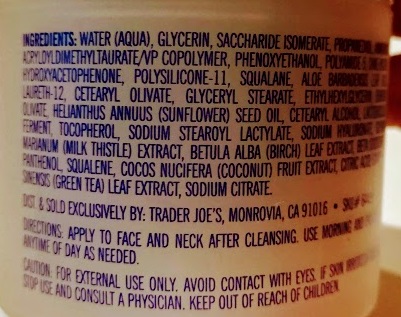 INGREDIENTS: WATER (AQUA), GLYCERIN, SACCHARIDE ISOMERATE,
ACRYLOYLDIMETHYLTAURATE/VP COPOLYMER, PHENOXYETHANOL,
HYDROXYACETOPHENONE, POLYSILICONE-11, SQUALANE, ALOE BARBADENSIS LEAF
LAURETH-12, CETEARYL OLIVATE, GLYCERYL STEARATE,
OLIVATE, HELIANTHUS ANNUUS (SUNFLOWER) SEED OIL, CETEARYL ALCOHOL,
FERMENT, TOCOPHEROL, SODIUM STEAROYL LACTYLATE, SODIUM
MARIANUM (MILK THISTLE) EXTRACT, BETULA ALBA (BIRCH) LEAF EXTRACT,
PANTHENOL, SQUALENE, COCOS NUCIFERA (COCONUT) FRUIT EXTRACT, CITRIC
SINENSIS (GREEN TEA) LEAF EXTRACT, SODIUM CITRATE.
DIST & SOLD EXCLUSIVELY BY: TRADER JOE'S, MONROVIA, CA 91016 • SKU#
DIRECTIONS: APPLY TO FACE AND NECK AFTER CLEANSING. USE MORNING
ANYTIME OF DAY AS NEEDED.
CAUTION: FOR EXTERNAL USE ONLY. AVOID CONTACT WITH EYES. IF SKIN
STOP USE AND CONSULT A PHYSICIAN. KEEP OUT OF REACH OF CHILDREN.